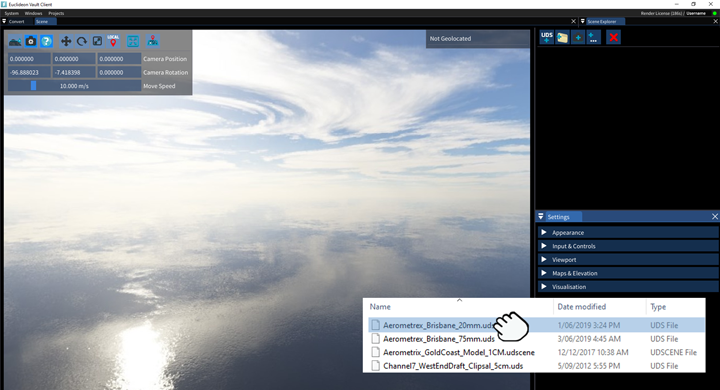 Euclideon Vault Client
System Windows Projects
Render License (180s) / Username
Convert Scene
Scene Explorer
LOCAL
UDS
Not Geolocated
0.000000 0.000000 0.000000 Camera Position
-96.888023 -7.418398 0.000000 Camera Rotation
10.000 m/s Move Speed
Settings
Appearance
Input & Controls
Viewport
Maps & Elevation
Visualisation
Name Date modified Type
Aerometrex_Brisbane_20mm.uds 1/06/2019 3:24 PM UDS File
Aerometrex_Brisbane_75mm.uds 3/06/2019 4:45 AM UDS File
Aerometrix_GoldCoast_Model_1CM.udscene 12/12/2017 10:38 AM UDSCENE File
Channel7_WestEndDraft_Clipsal_5cm.uds 5/09/2012 5:55 PM UDS File